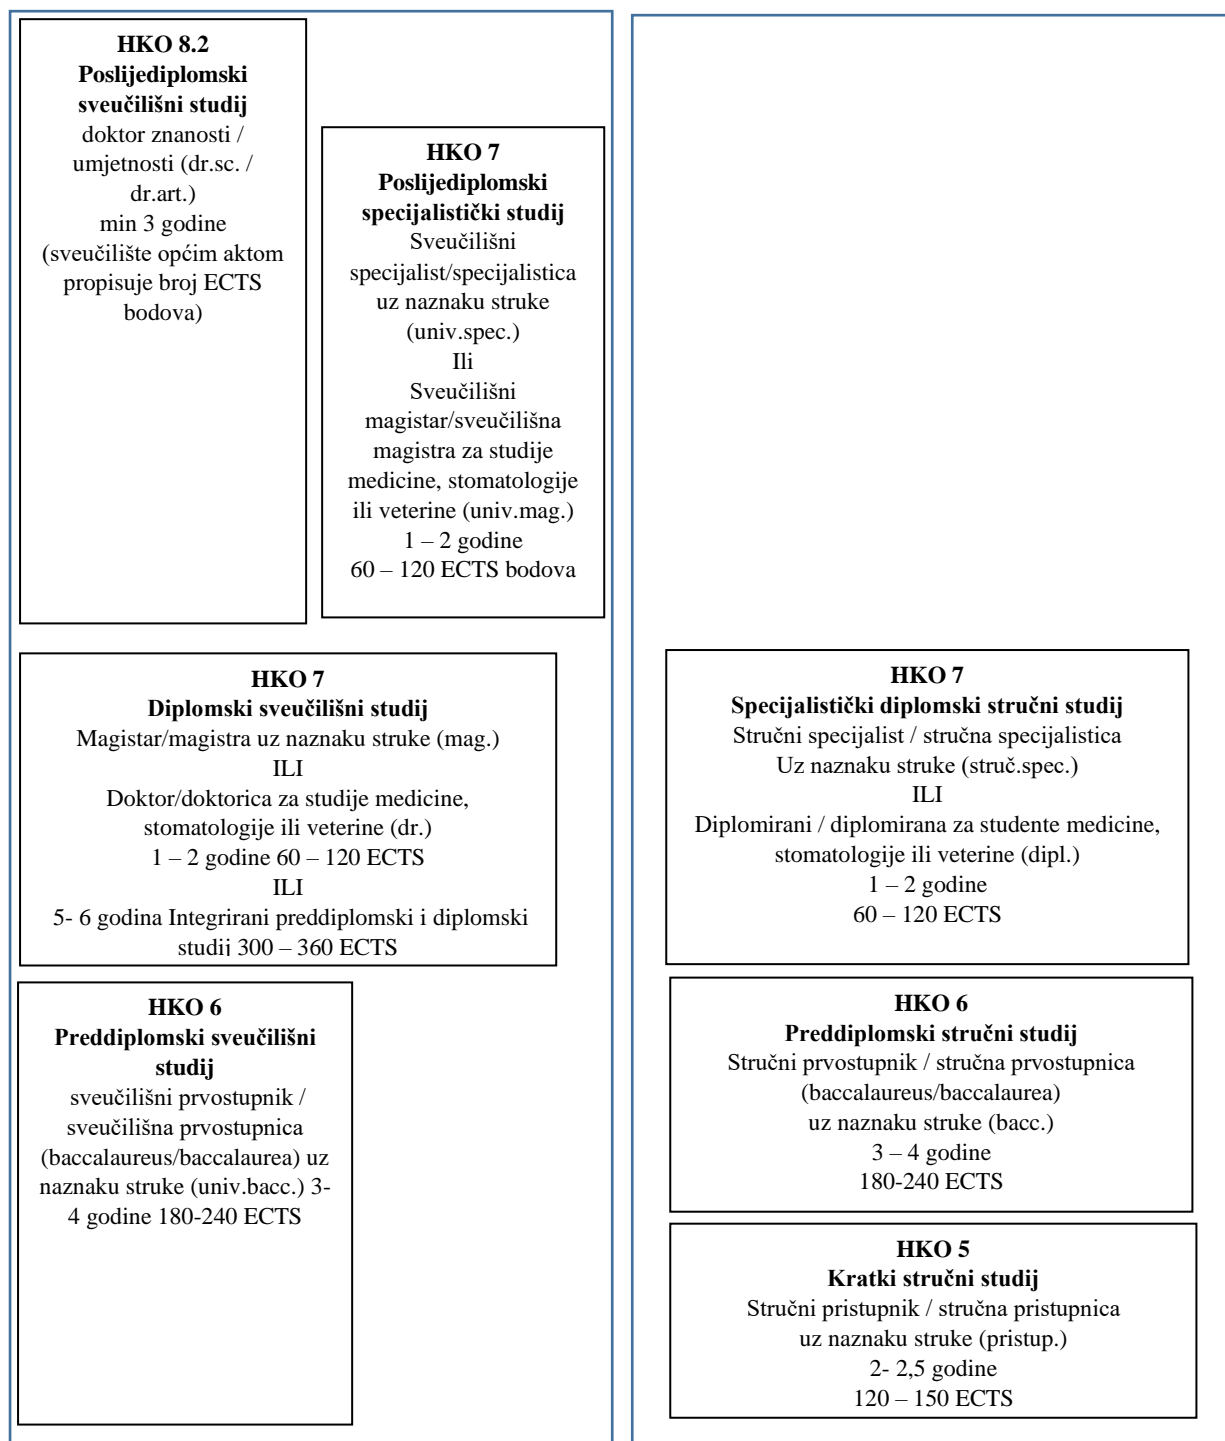 HKO 8.2
Poslijediplomski
sveučilišni studij
doktor znanosti /
umjetnosti (dr.sc. /
dr.art.)
min 3 godine
(sveučilište općim aktom
propisuje broj ECTS
bodova)
HKO 7
Poslijediplomski
specijalistički studij
Sveučilišni
specijalist/specijalistica
uz naznaku struke
(univ.spec.)
Ili
Sveučilišni
magistar/sveučilišna
magistra za studije
medicine, stomatologije
ili veterine (univ.mag.)
1 – 2 godine
60 – 120 ECTS bodova
HKO 7
Diplomski sveučilišni studij
Magistar/magistra uz naznaku struke (mag.)
ILI
Doktor/doktorica za studije medicine,
stomatologije ili veterine (dr.)
1 – 2 godine 60 – 120 ECTS
ILI
5- 6 godina Integrirani preddiplomski i diplomski
studij 300 – 360 ECTS
HKO 6
Preddiplomski sveučilišni
studij
sveučilišni prvostupnik /
sveučilišna prvostupnica
(baccalaureus/baccalaurea) uz
naznaku struke (univ.bacc.) 3-
4 godine 180-240 ECTS
HKO 7
Specijalistički diplomski stručni studij
Stručni specijalist / stručna specijalistica
Uz naznaku struke (struč.spec.)
ILI
Diplomirani / diplomirana za studente medicine,
stomatologije ili veterine (dipl.)
1 – 2 godine
60 – 120 ECTS
HKO 6
Preddiplomski stručni studij
Stručni prvostupnik / stručna prvostupnica
(baccalaureus/baccalaurea)
uz naznaku struke (bacc.)
3 – 4 godine
180-240 ECTS
HKO 5
Kratki stručni studij
Stručni pristupnik / stručna pristupnica
uz naznaku struke (pristup.)
2- 2,5 godine
120 – 150 ECTS